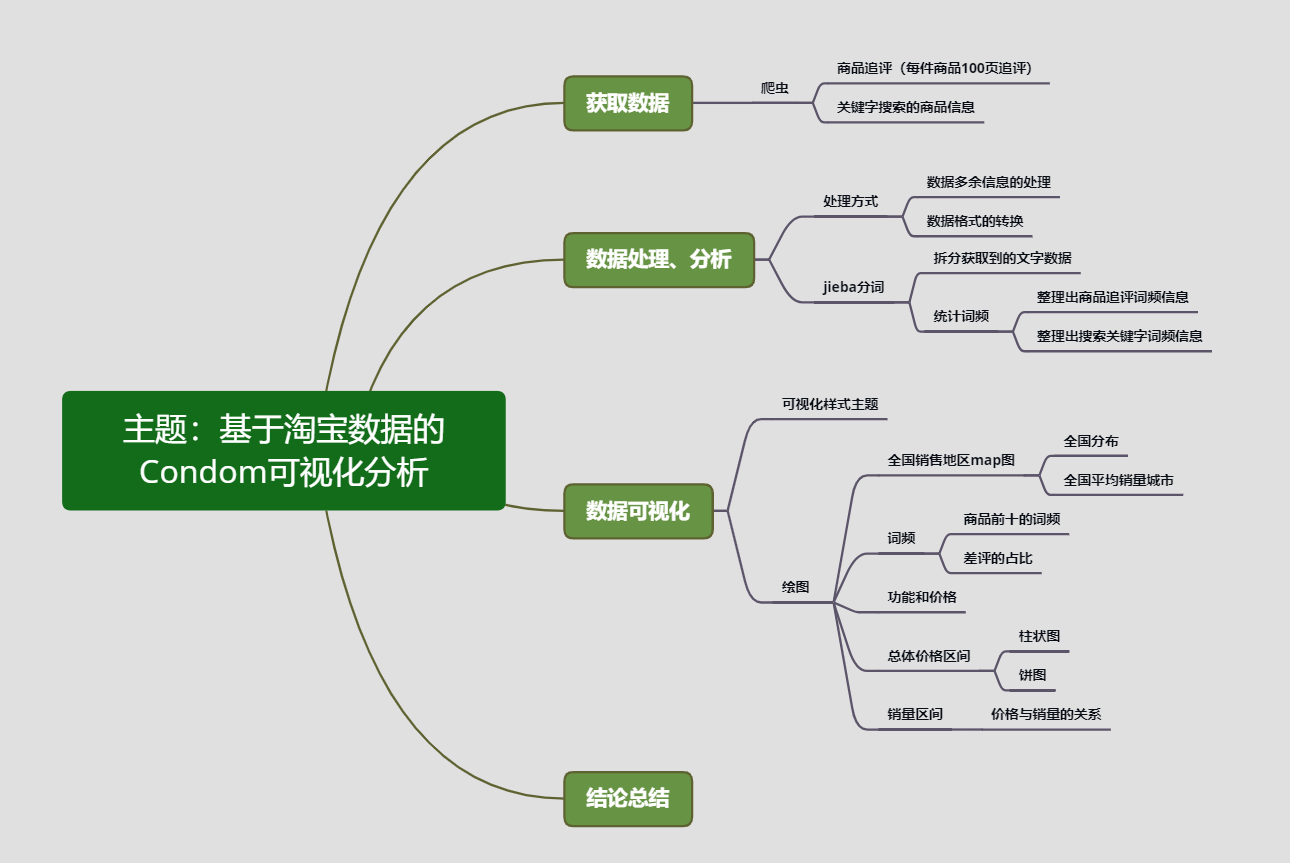 主题：基于淘宝数据的
Condom可视化分析
获取数据
爬虫
商品追评（每件商品100页追评）
关键字搜索的商品信息
数据处理、分析
处理方式
数据多余信息的处理
数据格式的转换
jieba分词
拆分获取到的文字数据
统计词频
整理出商品追评词频信息
整理出搜索关键字词频信息
数据可视化
可视化样式主题
绘图
全国销售地区map图
全国分布
全国平均销量城市
词频
商品前十的词频
差评的占比
功能和价格
总体价格区间
柱状图
饼图
销量区间
价格与销量的关系
结论总结